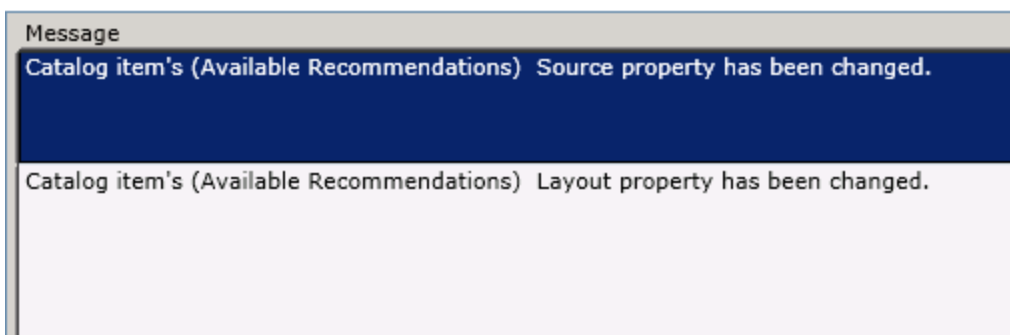 Message
Catalog item's (Available Recommendations)  Source property has been changed.
Catalog item's (Available Recommendations)  Layout property has been changed.